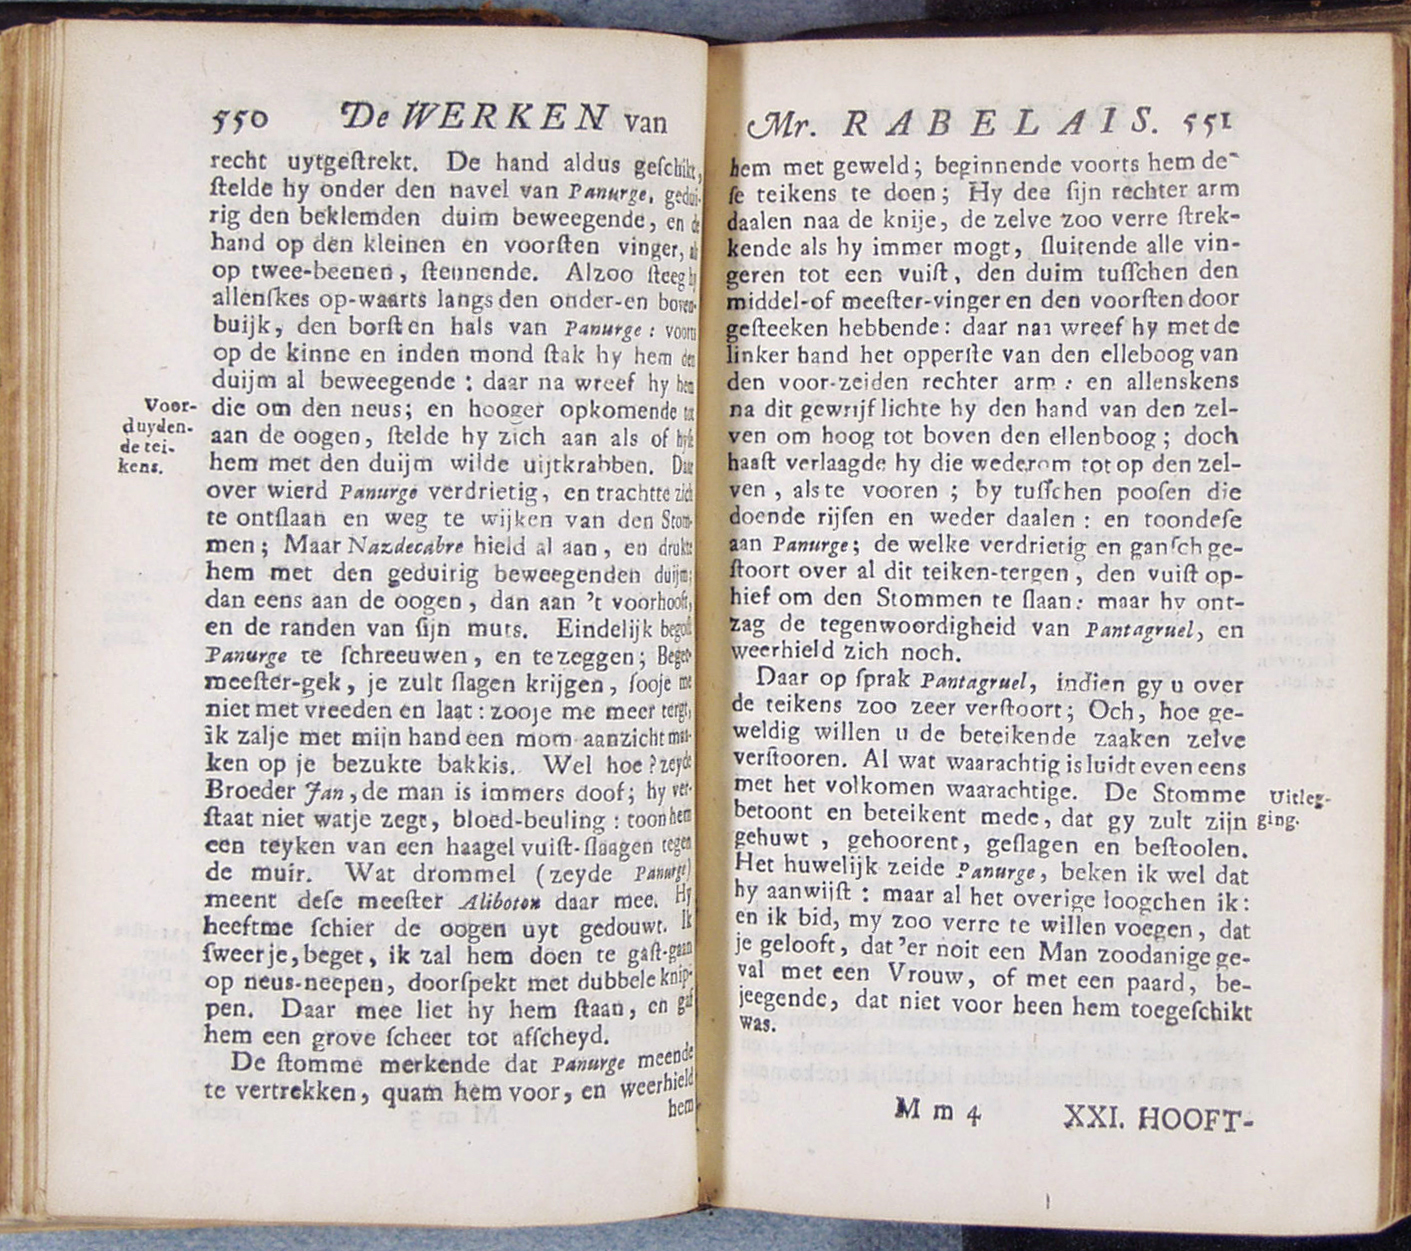 550 De WERKEN van
recht uytgeſtrekt. De hand aldus geſchikt,
ſtelde hy onder den navel van Panurge, gedui-
rig den beklemden duim beweegende, en de
hand op den kleinen en voorſten vinger, als
op twee-beenen, ſteunende. Alzoo ſteeg hy
allenſkes op-waarts langs den onder-en boven-
buijk, den borſt en hals van Panurge: voorts
op de kinne en inden mond ſtak hy hem den
duijm al beweegende: daar na wreef hy hem
Voor-
duyden-
de tei-
kens.
die om den neus; en hooger opkomende tot
aan de oogen, ſtelde hy zich aan als of hyſe
hem met den duijm wilde uijtkrabben. Daar
over wierd Panurge verdrietig, en trachtte zich
te ontſlaan en weg te wijken van den Stom-
men; Maar Nazdecabre hield al aan, en drukte
hem met den geduirig beweegenden duijm;
dan eens aan de oogen, dan aan 't voorhooft,
en de randen van ſijn muts. Eindelijk begoſt
Panurge te ſchreeuwen, en te zeggen; Beget
meeſter-gek, je zult ſlagen krijgen, ſooje me
niet met vreeden en laat: zooje me meer tergt,
ik zalje met mijn hand een mom-aanzicht maa-
ken op je bezukte bakkis. Wel hoe? zeyde
Broeder Jan, de man is immers doof; hy ver-
ſtaat niet watje zegt, bloed-beuling: toon hem
een teyken van een haagel vuiſt-ſlaagen tegen
de muir. Wat drommel (zeyde Panurge)
meent deſe meeſter Aliboton daar mee. Hy
heeftme ſchier de oogen uyt gedouwt. Ik
ſweerje, beget, ik zal hem doen te gaſt-gaan
op neus-neepen, doorſpekt met dubbele knip-
pen. Daar mee liet hy hem ſtaan, en gaf
hem een grove ſcheet tot afſcheyd.
De ſtomme merkende dat Panurge meende
te vertrekken, quam hem voor, en weerhield
hem
Mr. RABELAIS. 551
hem met geweld; beginnende voorts hem de-
ſe teikens te doen; Hy dee ſijn rechter arm
daalen naa de knije, de zelve zoo verre ſtrek-
kende als hy immer mogt, ſluitende alle vin-
geren tot een vuiſt, den duim tuſſchen den
middel-of meeſter-vinger en den voorſten door
geſteeken hebbende: daar naa wreef hy met de
linker hand het opperſte van den elleboog van
den voor-zeiden rechter arm: en allenskens
na dit gewrijf lichte hy den hand van den zel-
ven om hoog tot boven den ellenboog; doch
haaſt verlaagde hy die wederom tot op den zel-
ven, als te vooren; by tuſſchen pooſen die
doende rijſen en weder daalen: en toondeſe
aan Panurge; de welke verdrietig en ganſch ge-
ſtoort over al dit teiken-tergen, den vuiſt op-
hief om den Stommen te ſlaan: maar hy ont-
zag de tegenwoordigheid van Pantagruel, en
weerhield zich noch.
Daar op ſprak Pantagruel, indien gy u over
de teikens zoo zeer verſtoort; Och, hoe ge-
weldig willen u de beteikende zaaken zelve
verſtooren. Al wat waarachtig is luidt even eens
met het volkomen waarachtige. De Stomme
Uitleg-
ging.
betoont en beteikent mede, dat gy zult zijn
gehuwt, gehoorent, geſlagen en beſtoolen.
Het huwelijk zeide Panurge, beken ik wel dat
hy aanwijſt: maar al het overige loogchen ik:
en ik bid, my zoo verre te willen voegen, dat
je gelooft, dat 'er noit een Man zoodanige ge-
val met een Vrouw, of met een paard, be-
jeegende, dat niet voor heen hem toegeſchikt
was.
M m 4 XXI. HOOFT-